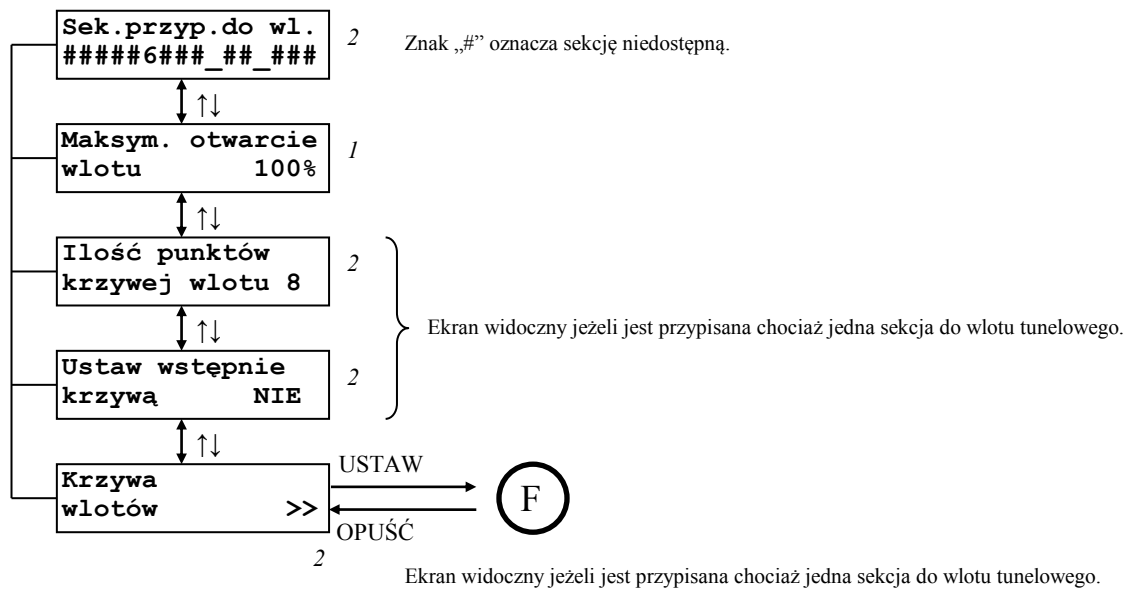 Sek.przyp.do wl.
#####6###_##_###
2
Znak „#” oznacza sekcję niedostępną.
↑↓
Maksym. otwarcie
wlotu 100%
1
↑↓
Ilość punktów
krzywej wlotu 8
2
Ekran widoczny jeżeli jest przypisana chociaż jedna sekcja do wlotu tunelowego.
↑↓
Ustaw wstępnie
krzywą NIE
2
↑↓
Krzywa
wlotów >>
USTAW
OPUŚĆ
F
2
Ekran widoczny jeżeli jest przypisana chociaż jedna sekcja do wlotu tunelowego.